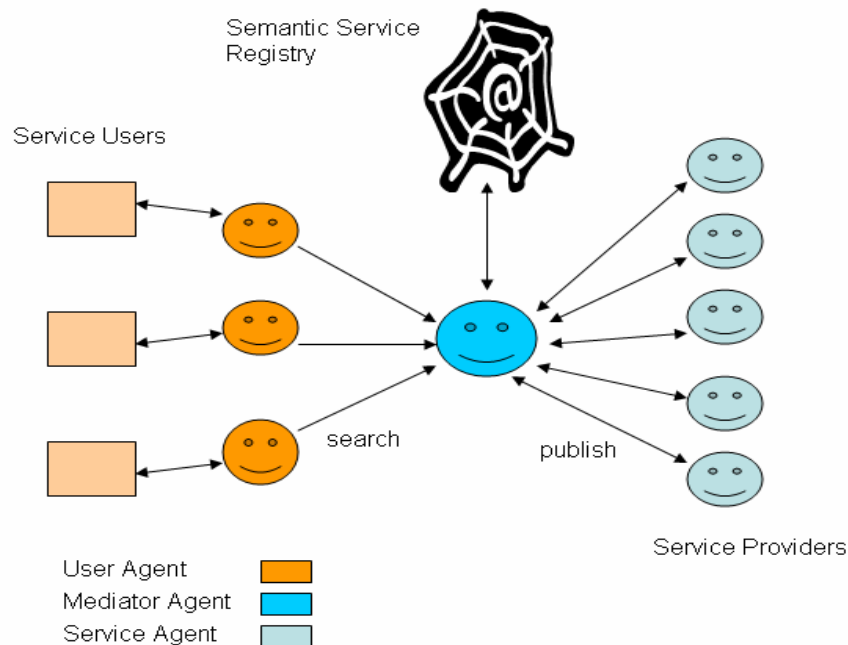 Semantic Service
Registry
@
Service Users
search
publish
Service Providers
User Agent
Mediator Agent
Service Agent